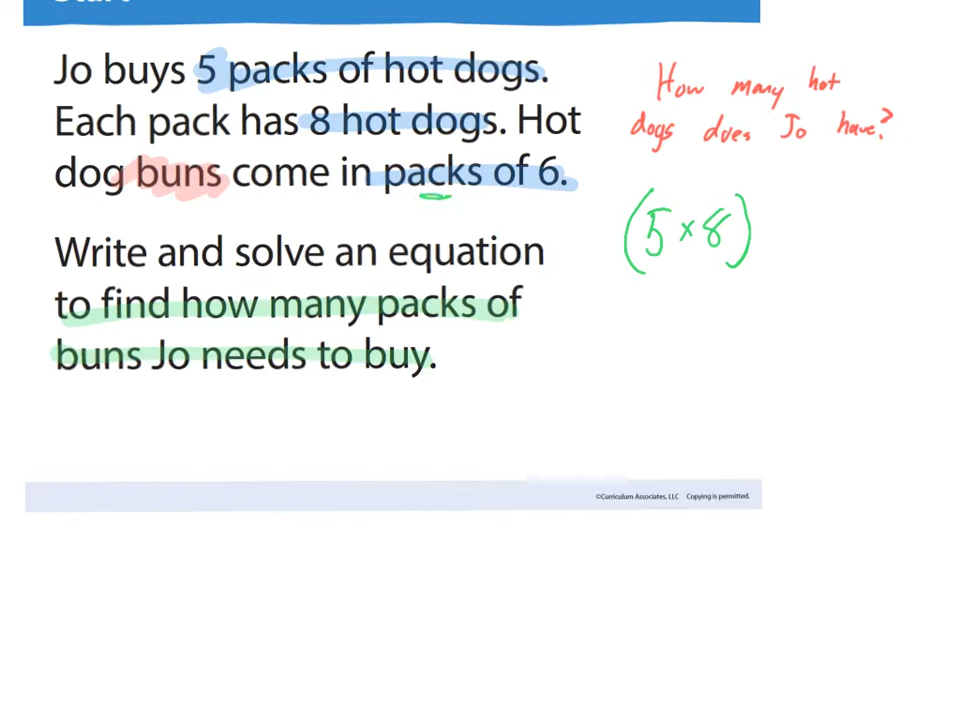 Jo buys 5 packs of hot dogs.
Each pack has 8 hot dogs. Hot
dog buns come in packs of 6.
Write and solve an equation
to find how many packs of
buns Jo needs to buy.
How many hot
dogs does Jo have?
(5 × 8)
©Curriculum Associates, LLC Copying is permitted.